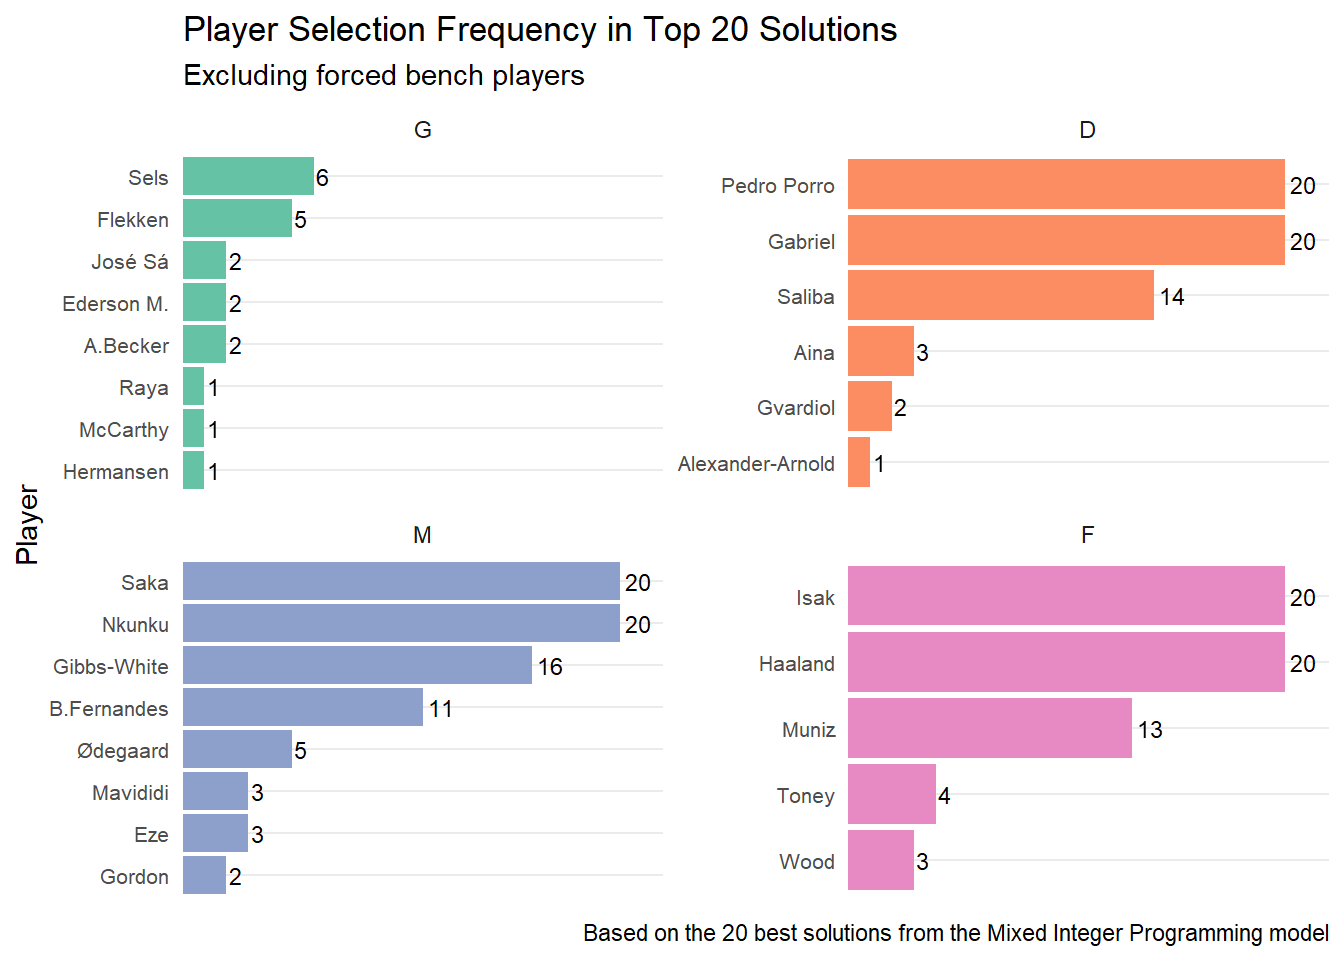 Player Selection Frequency in Top 20 Solutions
Excluding forced bench players
Player
G
Sels 6
Flekken 5
José Sá 2
Ederson M. 2
A.Becker 2
Raya 1
McCarthy 1
Hermansen 1
D
Pedro Porro 20
Gabriel 20
Saliba 14
Aina 3
Gvardiol 2
Alexander-Arnold 1
M
Saka 20
Nkunku 20
Gibbs-White 16
B.Fernandes 11
Ødegaard 5
Mavididi 3
Eze 3
Gordon 2
F
Isak 20
Haaland 20
Muniz 13
Toney 4
Wood 3
Based on the 20 best solutions from the Mixed Integer Programming model